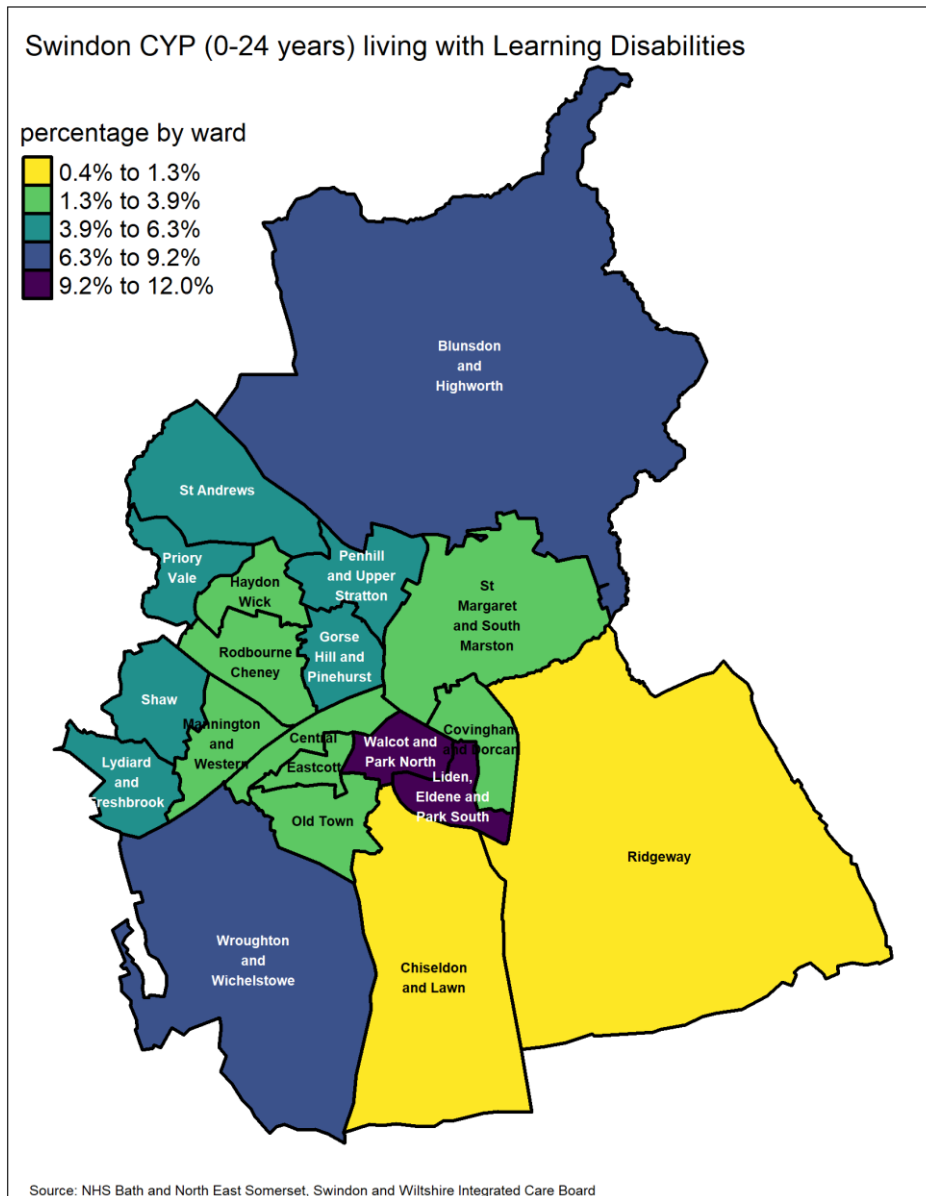 Swindon CYP (0-24 years) living with Learning Disabilities
percentage by ward
0.4% to 1.3%
1.3% to 3.9%
3.9% to 6.3%
6.3% to 9.2%
9.2% to 12.0%
Blunsdon
and
Highworth
St Andrews
Priory
Vale
Haydon
Wick
Penhill
and Upper
Stratton
St
Margaret
and South
Marston
Rodbourne
Cheney
Gorse
Hill and
Pinehurst
Shaw
Mannington
and
Western
Lydiard
and
Freshbrook
Central
Eastcott
Walcot and
Park North
Covingham
and Dorcan
Liden,
Eldene and
Park South
Old Town
Ridgeway
Wroughton
and
Wichelstowe
Chiseldon
and Lawn
Source: NHS Bath and North East Somerset, Swindon and Wiltshire Integrated Care Board